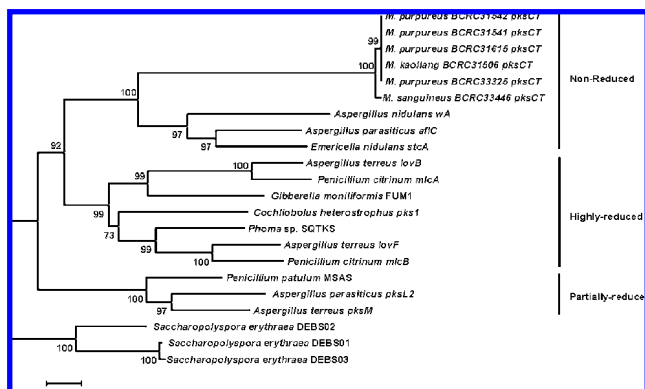 M. purpureus BCRC31542 pksCT
M. purpureus BCRC31541 pksCT
99
M. purpureus BCRC31615 pksCT
100
M. kaoliang BCRC31506 pksCT
M. purpureus BCRC33325 pksCT
Non-Reduced
M. sanguineus BCRC33446 pksCT
100
Aspergillus nidulans wA
97
Aspergillus parasiticus aflC
97
Emericella nidulans stcA
92
Aspergillus terreus lovB
100
Penicillium citrinum mlcA
99
Gibberella moniliformis FUM1
99
Cochliobolus heterostrophus pks1
Highly-reduced
73
Phoma sp. SQTKS
99
Aspergillus terreus lovF
100
Penicillium citrinum mlcB
Penicillium patulum MSAS
100
Aspergillus parasiticus pksL2
Partially-reduce
97
Aspergillus terreus pksM
Saccharopolyspora erythraea DEBS02
100
Saccharopolyspora erythraea DEBS01
100
Saccharopolyspora erythraea DEBS03